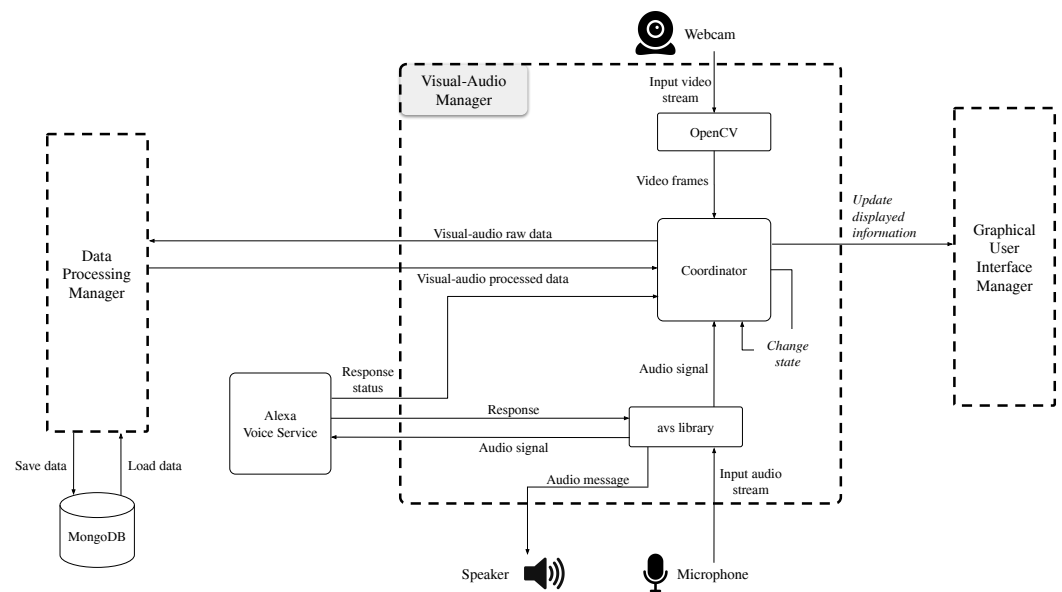 Webcam
Visual-Audio
Manager
Input video
stream
OpenCV
Video frames
Update
displayed
information
Data
Processing
Manager
Visual-audio raw data
Visual-audio processed data
Coordinator
Graphical
User
Interface
Manager
Change
state
Audio signal
Response
status
Alexa
Voice Service
Response
Audio signal
avs library
Save data
Load data
Audio message
Input audio
stream
MongoDB
Speaker
Microphone